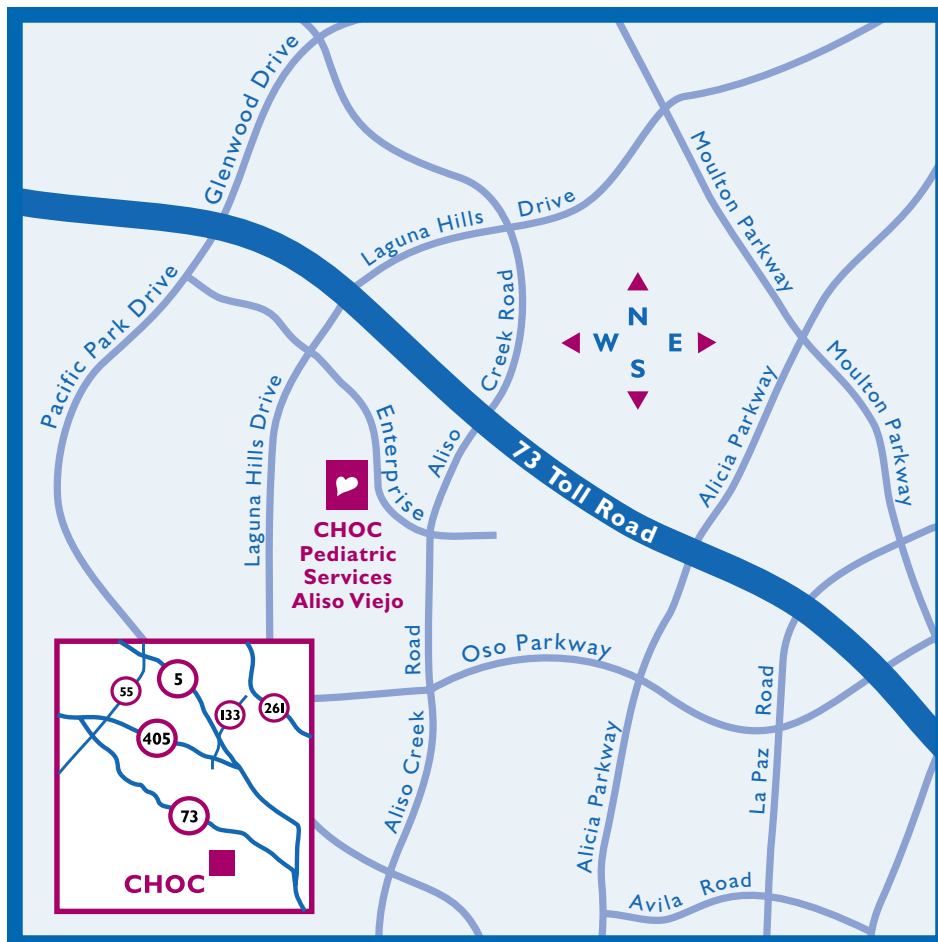 Glenwood Drive
Laguna Hills Drive
Moulton Parkway
Pacific Park Drive
Creek Road
N
W E
S
Moulton Parkway
Laguna Hills Drive
Enterprise
Aliso
Alicia Parkway
73 Toll Road
CHOC
Pediatric
Services
Aliso Viejo
Road
Oso Parkway
Road
5
55
133
261
405
73
CHOC
Aliso Creek
Alicia Parkway
La Paz
Avila Road